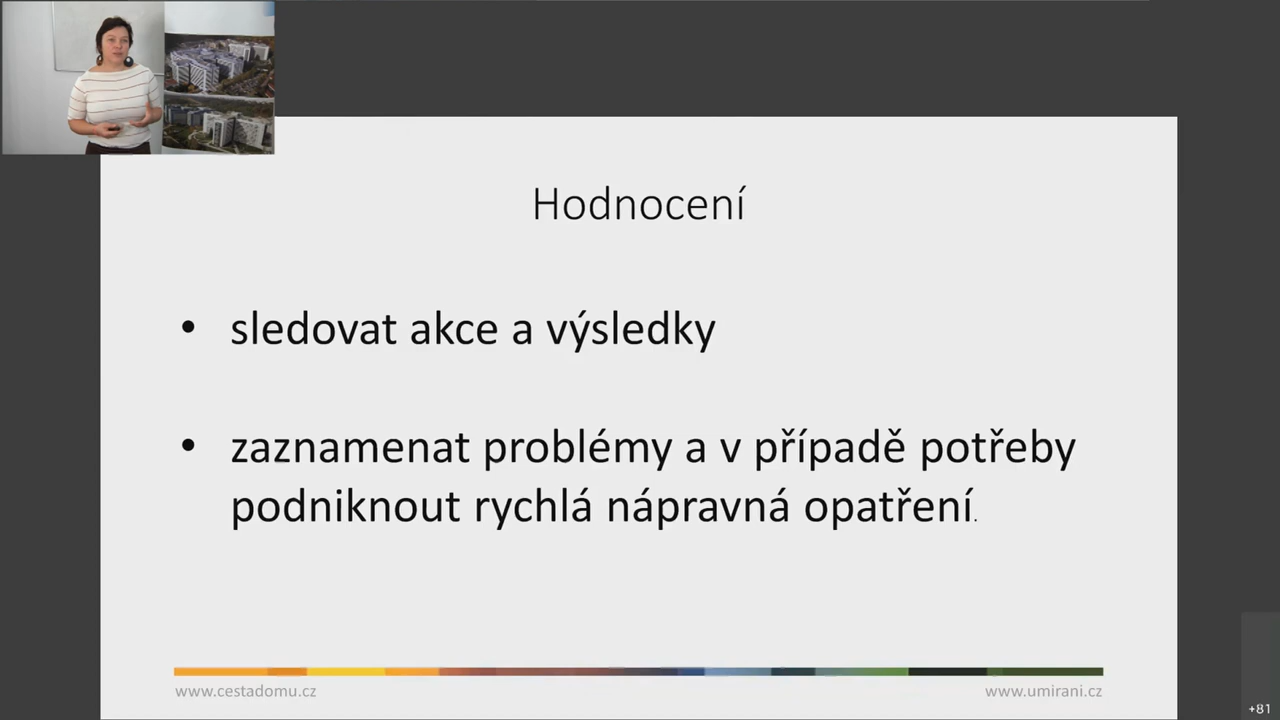 Hodnocení
• sledovat akce a výsledky
• zaznamenat problémy a v případě potřeby
podniknout rychlá nápravná opatření.
www.cestadomu.cz
www.umirani.cz
+81